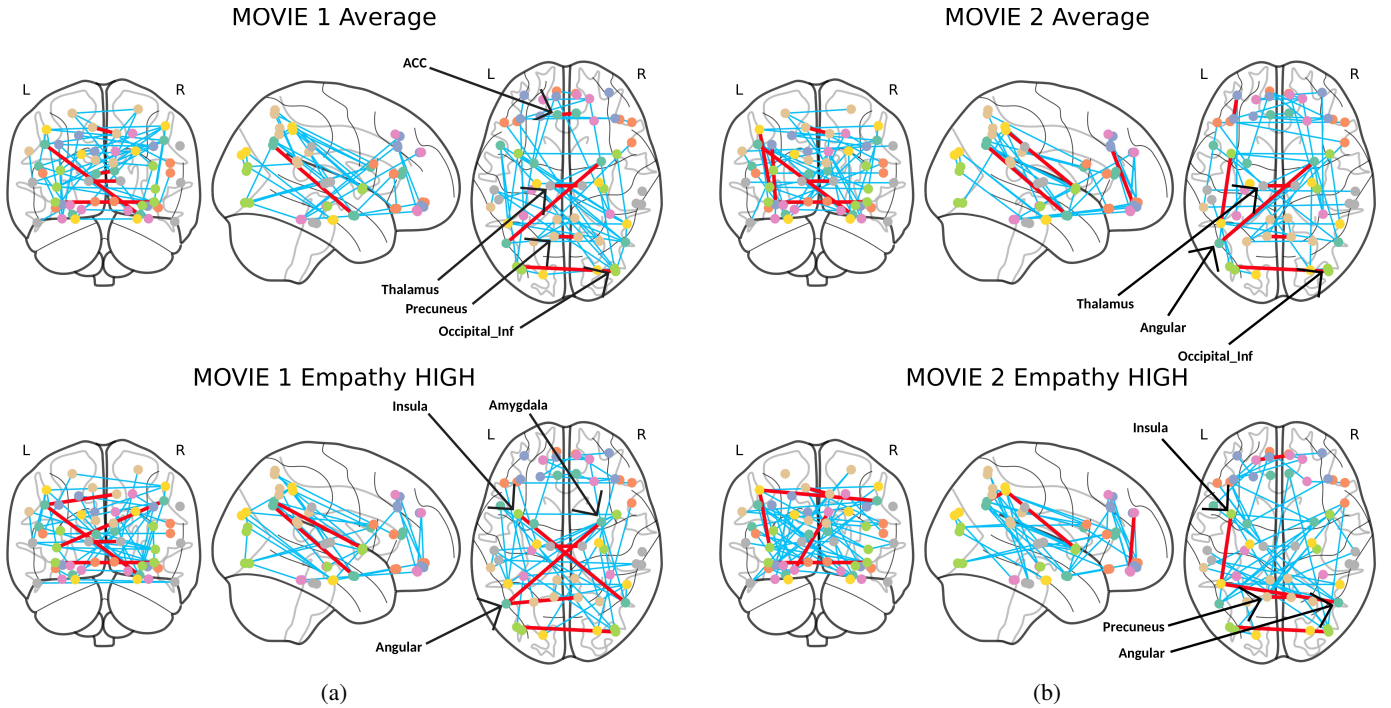 MOVIE 1 Average
MOVIE 2 Average
ACC
L
R
L
R
L
R
L
R
Thalamus
Precuneus
Occipital_Inf
Thalamus
Angular
Occipital_Inf
MOVIE 1 Empathy HIGH
MOVIE 2 Empathy HIGH
Insula
Amygdala
Insula
L
R
L
R
L
R
L
R
Angular
Precuneus
Angular
(a)
(b)